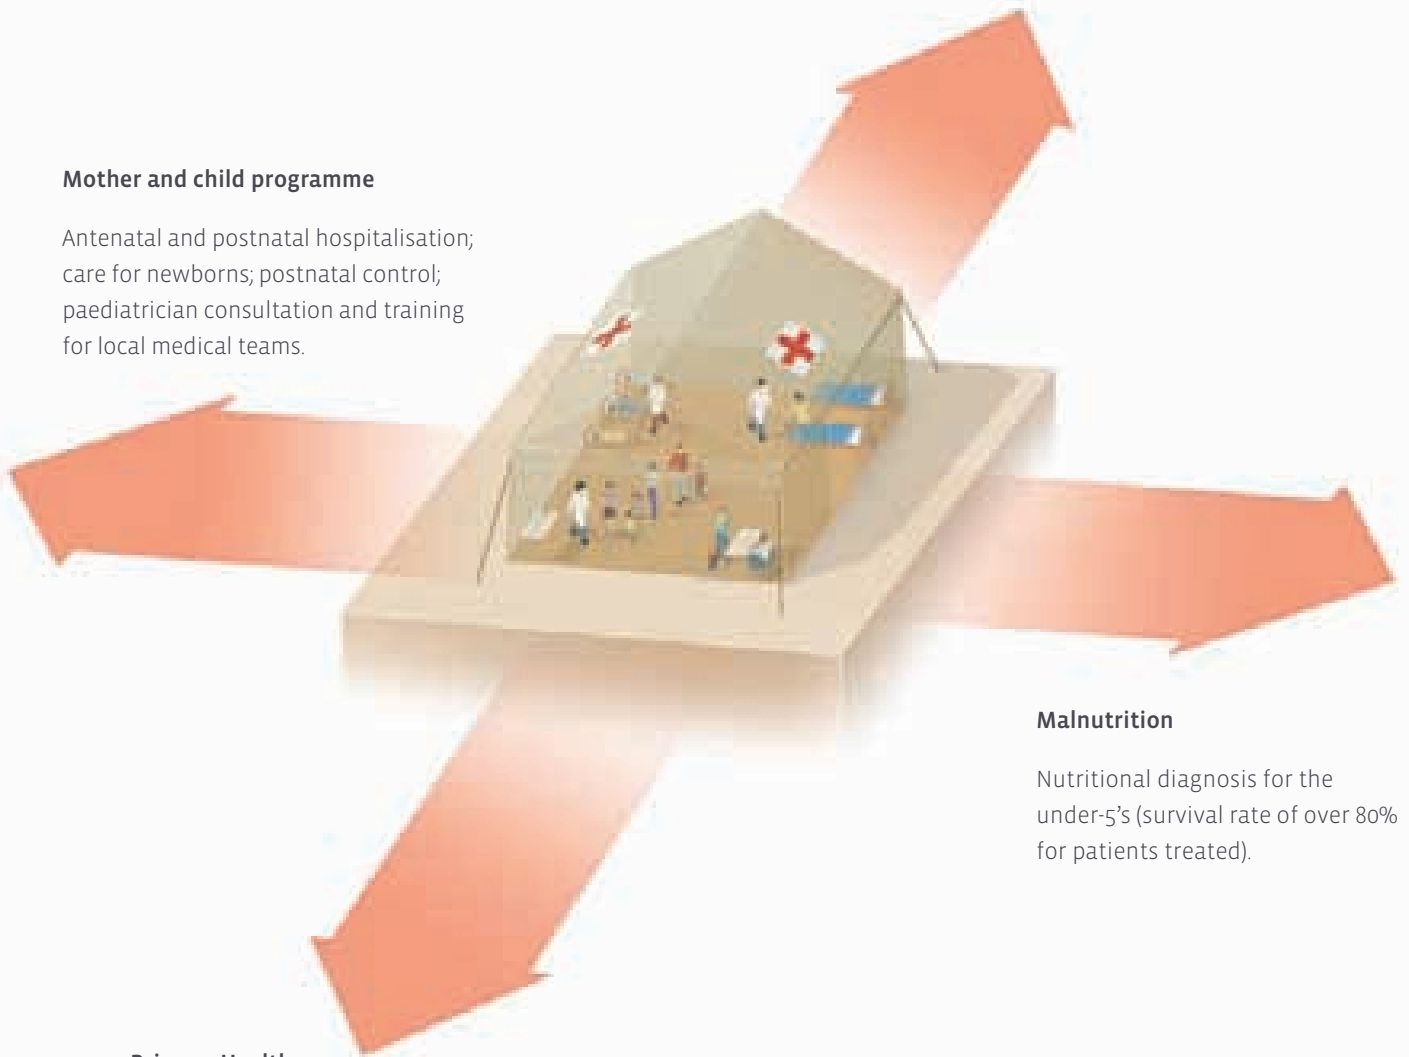 Mother and child programme
Antenatal and postnatal hospitalisation;
care for newborns; postnatal control;
paediatrician consultation and training
for local medical teams.
Malnutrition
Nutritional diagnosis for the
under-5’s (survival rate of over 80%
for patients treated).